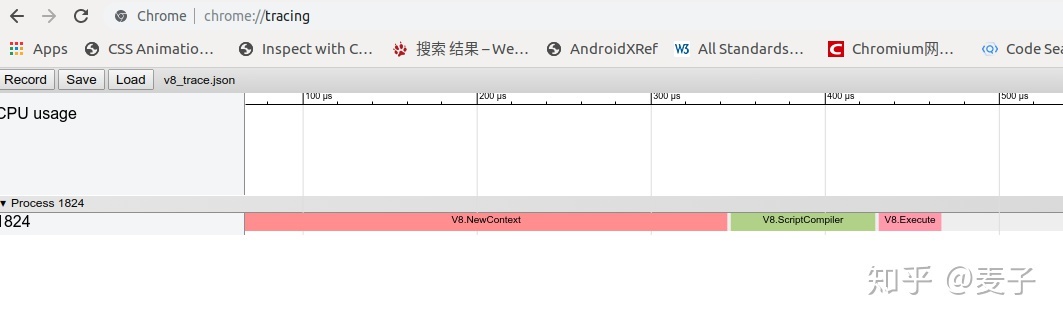 Chrome | chrome://tracing
Apps CSS Animatio… Inspect with C… 搜索 结果 – We… AndroidXRef W3 All Standards… Chromium网… Code Sea
Record Save Load v8_trace.json
100 µs 200 µs 300 µs 400 µs 500 µs
CPU usage
▾ Process 1824
1824 V8.NewContext V8.ScriptCompiler V8.Execute
知乎 @麦子